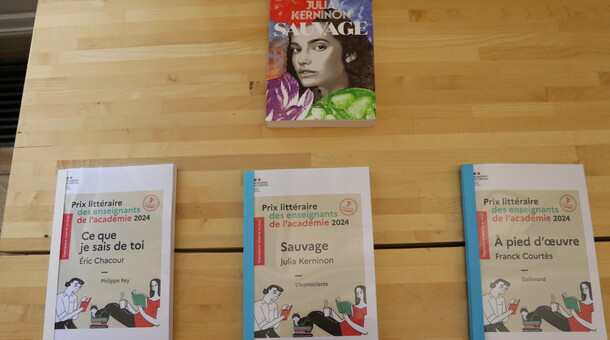 JULIA
KERNINON
SAUVAGE
Prix littéraire
des enseignants
de l'académie 2024
Ce que
je sais de toi
Éric Chacour
Philippe Rey
Prix littéraire
des enseignants
de l'académie 2024
Sauvage
Julia Kerninon
L'Iconoclaste
Prix littéraire
des enseignants
de l'académie 2024
À pied d'œuvre
Franck Courtès
Gallimard